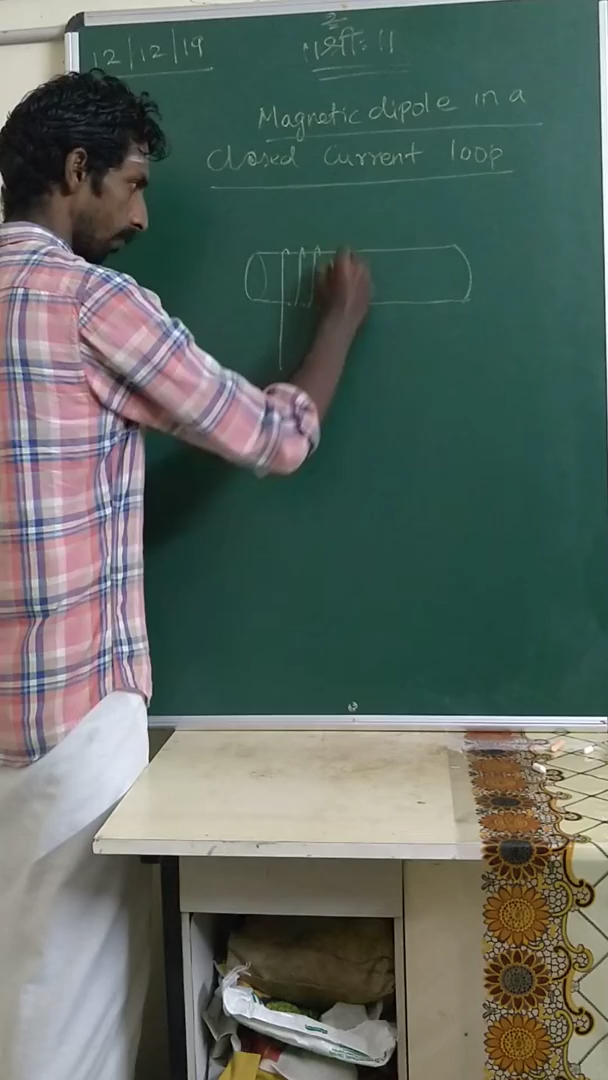 12/12/19
॥श्रीः॥
Magnetic dipole in a
closed current loop